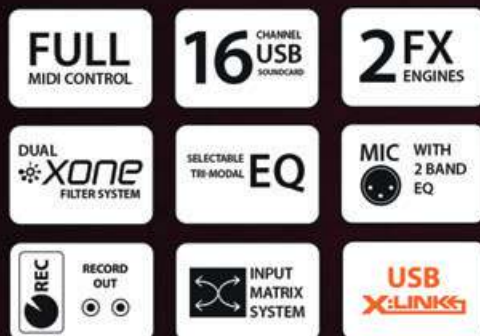 FULL
MIDI CONTROL
16 CHANNEL
USB
SOUNDCARD
2 FX
ENGINES
DUAL
XONE
FILTER SYSTEM
SELECTABLE
TRI-MODAL EQ
MIC WITH
2 BAND
EQ
REC
RECORD
OUT
INPUT
MATRIX
SYSTEM
USB
X:LINK